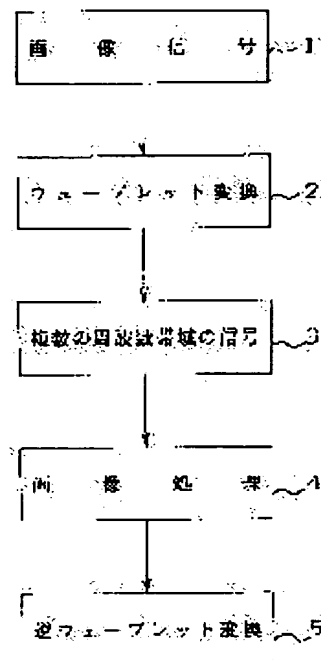 画像信号 1
ウェーブレット変換 2
複数の周波数帯域の信号 3
画像処理 4
逆ウェーブレット変換 5